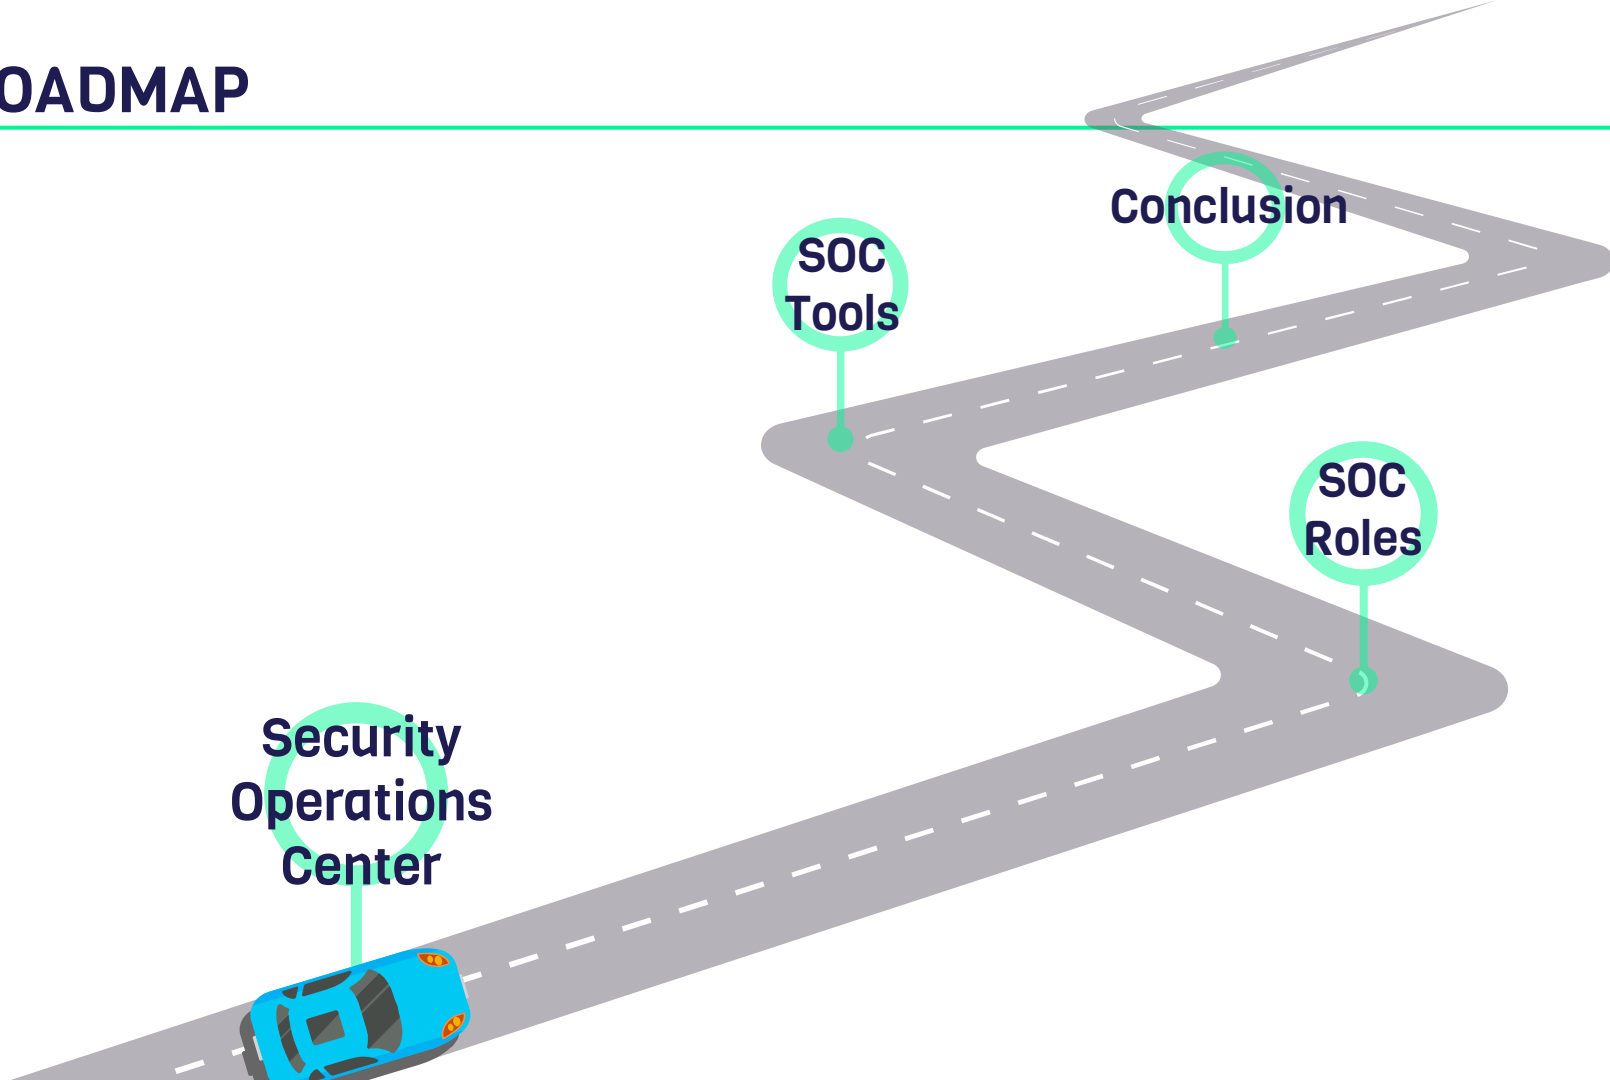 OADMAP
Conclusion
SOC
Tools
SOC
Roles
Security
Operations
Center